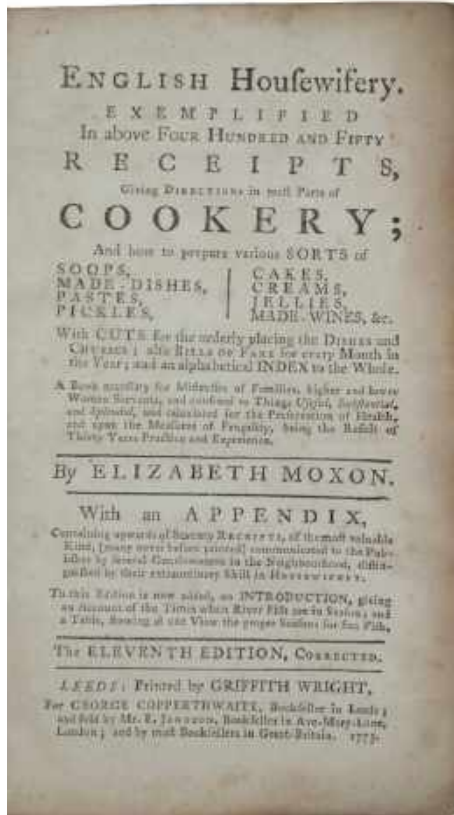 ENGLISH Houſewifery.
EXEMPLIFIED
In above FOUR HUNDRED AND FIFTY
RECEIPTS,
Giving DIRECTIONS in moſt Parts of
COOKERY;
And how to prepare various SORTS of
SOOPS,
MADE-DISHES,
PASTES,
PICKLES,
CAKES,
CREAMS,
JELLIES,
MADE-WINES, &c.
With CUTS for the orderly placing the DISHES and
COURSES; alſo BILLS OF FARE for every Month in
the Year; and an alphabetical INDEX to the Whole.
A Book neceſſary for Miſtreſſes of Families, higher and lower
Women Servants, and confined to Things Uſeful, Subſtantial,
and Splendid, and calculated for the Preſervation of Health,
and upon the Meaſures of Frugality, being the Reſult of
Thirty Years Practice and Experience.
By ELIZABETH MOXON.
With an APPENDIX,
Containing upwards of SEVENTY RECEIPTS, of the moſt valuable
Kind, [many never before printed] communicated to the Pub-
liſher by ſeveral Gentlewomen in the Neighbourhood, diſtin-
guiſhed by their extraordinary Skill in HOUSEWIFERY.
To this Edition is now added, an INTRODUCTION, giving
an Account of the Times when River Fiſh are in Seaſon; and
a Table, ſhowing at one View the proper Seaſons for Sea Fiſh.
The ELEVENTH EDITION, CORRECTED.
LEEDS: Printed by GRIFFITH WRIGHT,
For GEORGE COPPERTHWAITE, Bookſeller in Leeds;
and ſold by Mr. JOHNSON, Bookſeller in Ave-Mary-Lane,
London; and by moſt Bookſellers in Great-Britain.